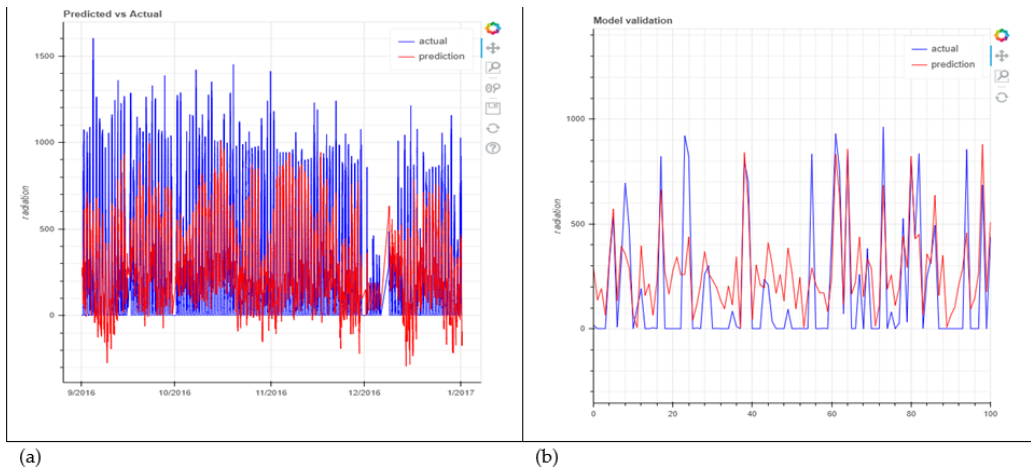 Predicted vs Actual
actual
prediction
1500
1000
500
0
radiation
9/2016
10/2016
11/2016
12/2016
1/2017
(a)
Model validation
actual
prediction
1000
500
0
radiation
0
20
40
60
80
100
(b)